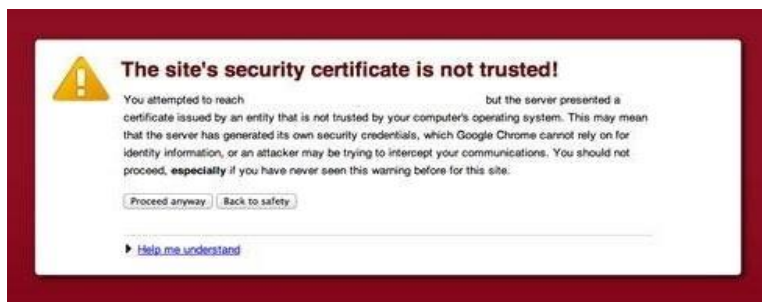 The site's security certificate is not trusted!
You attempted to reach but the server presented a
certificate issued by an entity that is not trusted by your computer's operating system. This may mean
that the server has generated its own security credentials, which Google Chrome cannot rely on for
identity information, or an attacker may be trying to intercept your communications. You should not
proceed, especially if you have never seen this warning before for this site.
Proceed anyway Back to safety
Help me understand